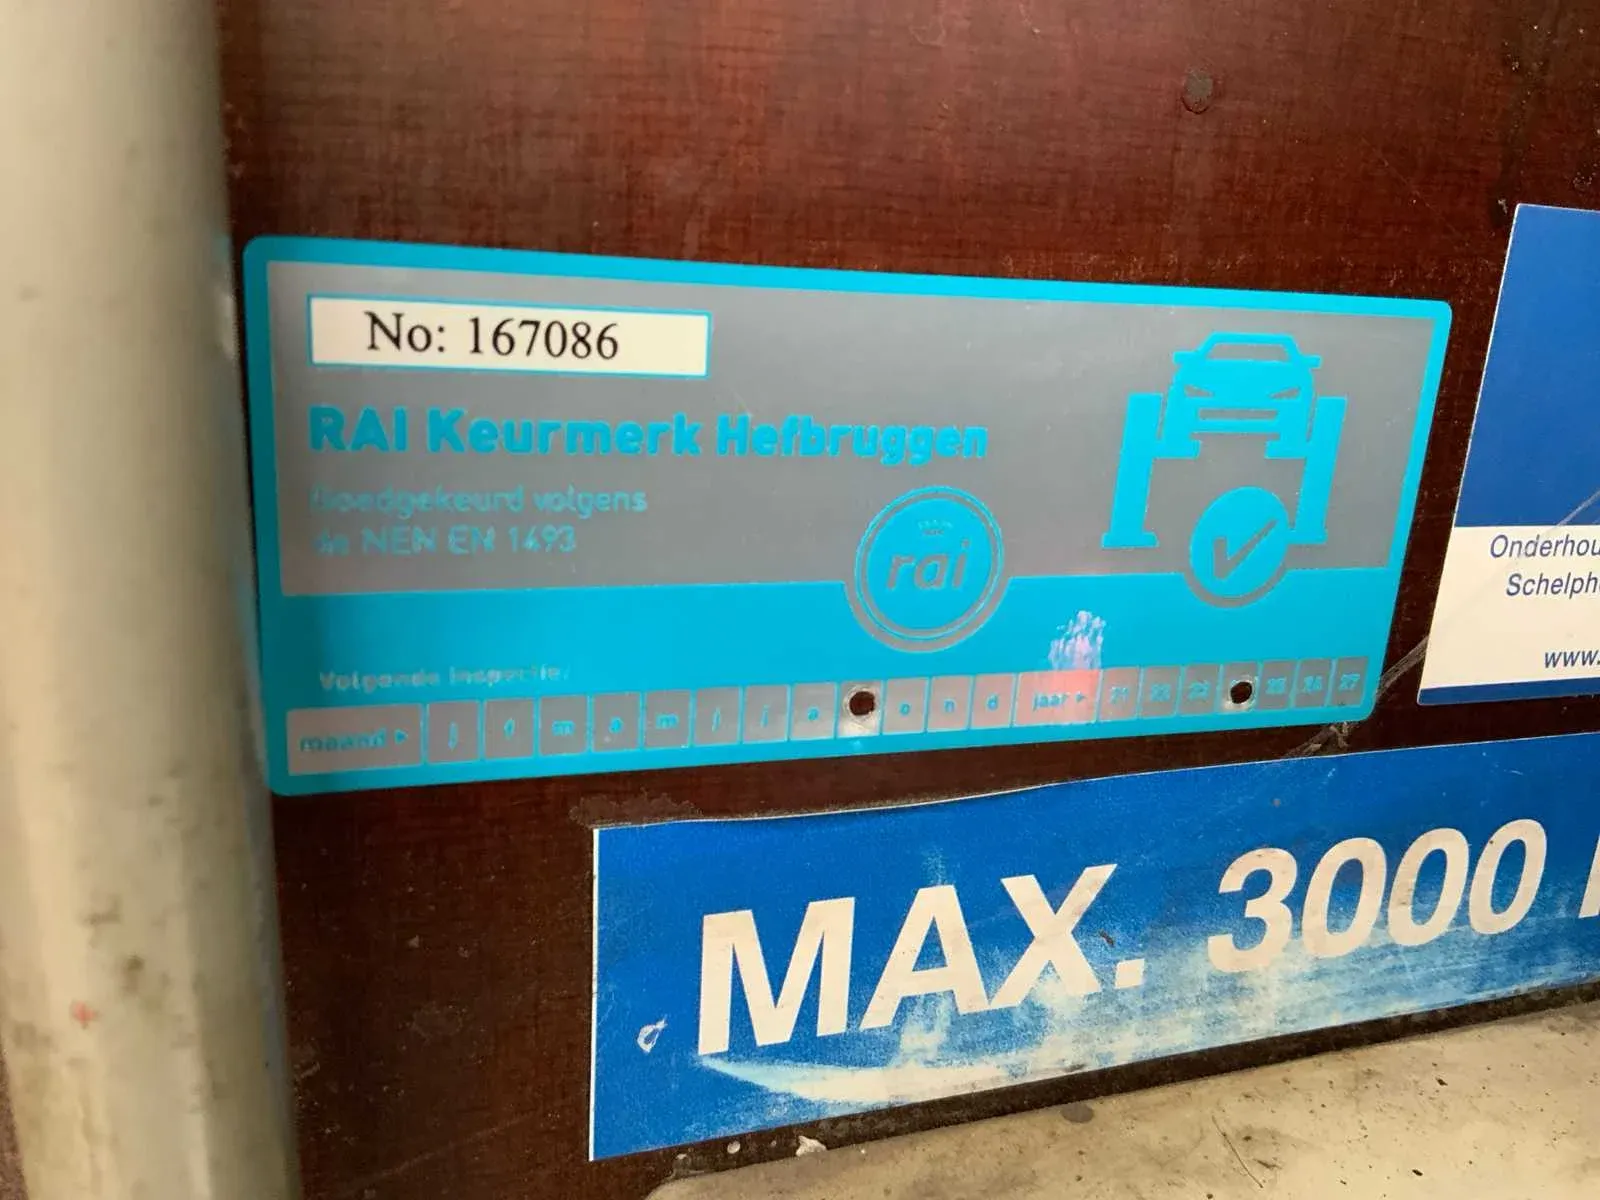 No: 167086
RAI Keurmerk Hefbruggen
Goedgekeurd volgens
de NEN EN 1493
rai
Volgende inspectie:
maand ▸ j f m a m j j a o n d jaar ▸ 21 22 23 25 26 27
Onderhou
Schelph
www.
MAX. 3000